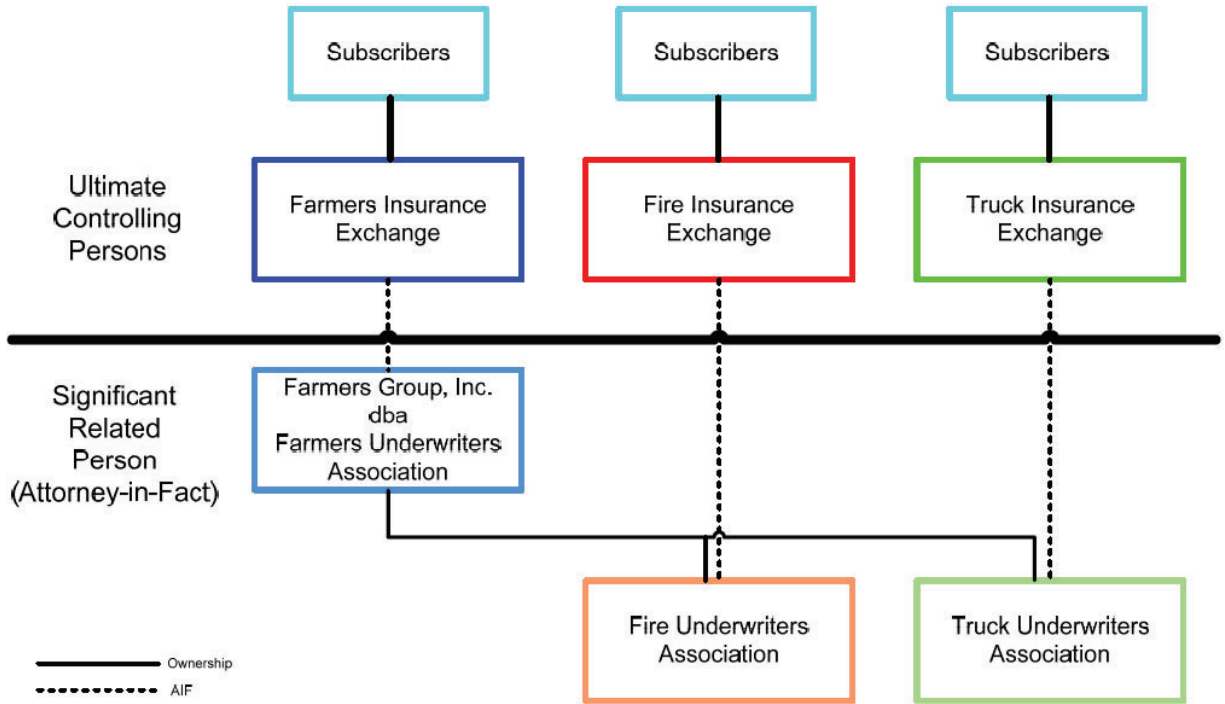 Subscribers
Subscribers
Subscribers
Ultimate
Controlling
Persons
Farmers Insurance
Exchange
Fire Insurance
Exchange
Truck Insurance
Exchange
Significant
Related
Person
(Attorney-in-Fact)
Farmers Group, Inc.
dba
Farmers Underwriters
Association
Fire Underwriters
Association
Truck Underwriters
Association
Ownership
AIF